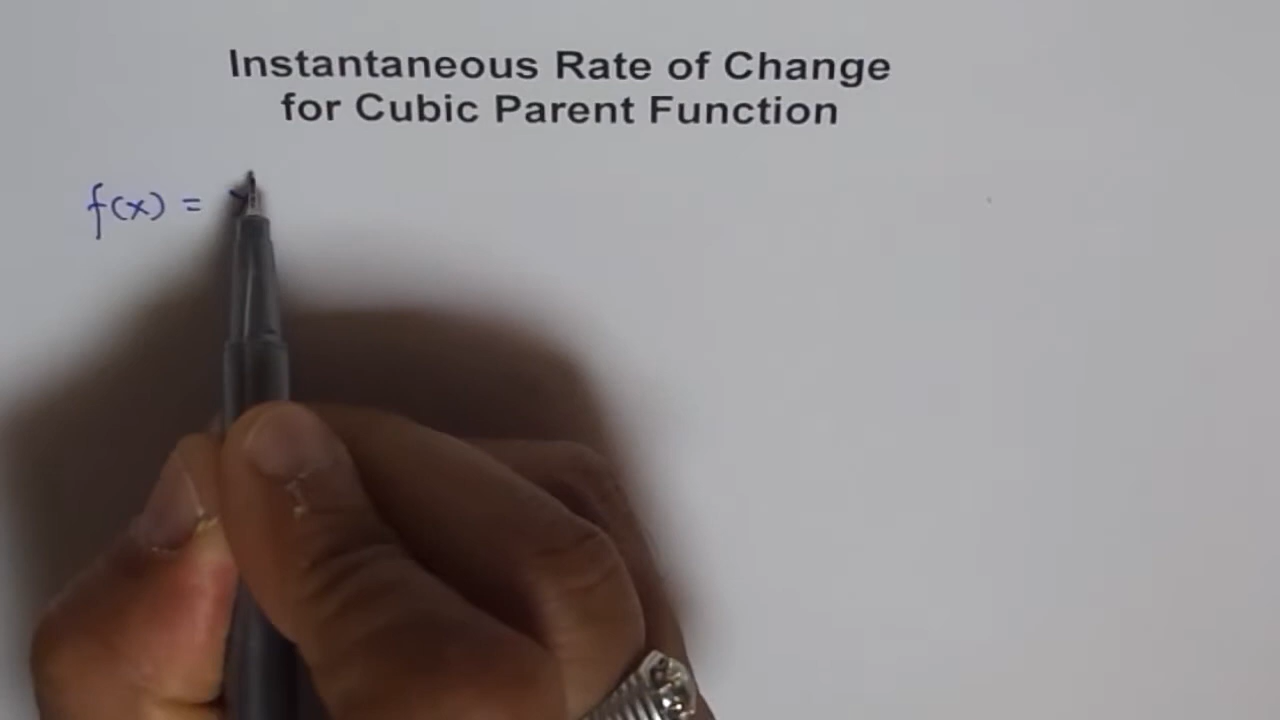 Instantaneous Rate of Change
for Cubic Parent Function
f(x) =